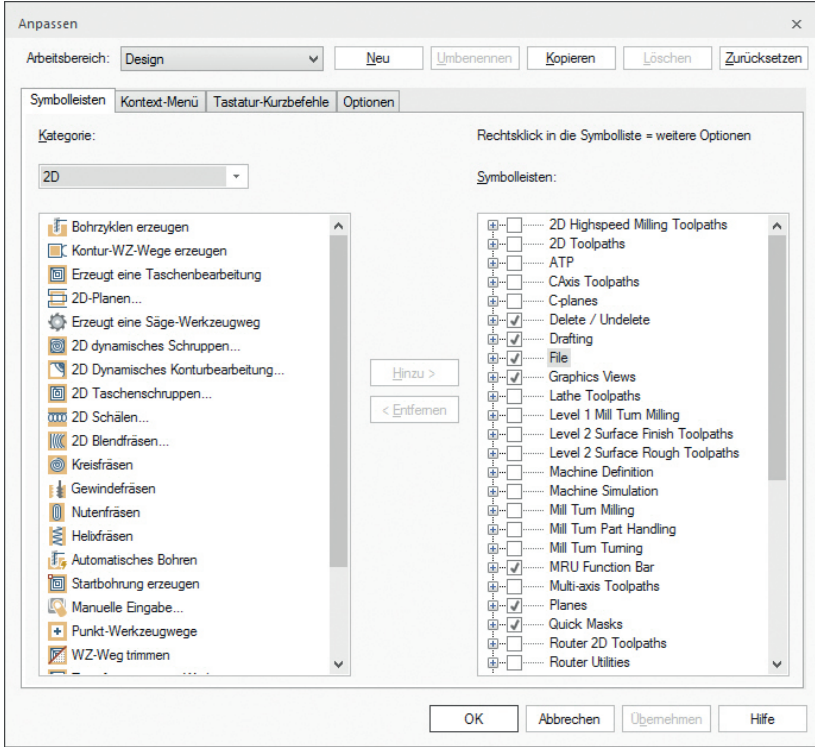 Anpassen
Arbeitsbereich: Design Neu Umbenennen Kopieren Löschen Zurücksetzen
Symbolleisten Kontext-Menü Tastatur-Kurzbefehle Optionen
Kategorie:
2D
Bohrzyklen erzeugen
Kontur-WZ-Wege erzeugen
Erzeugt eine Taschenbearbeitung
2D-Planen...
Erzeugt eine Säge-Werkzeugweg
2D dynamisches Schruppen...
2D Dynamisches Konturbearbeitung...
2D Taschenschruppen...
2D Schälen...
2D Blendfräsen...
Kreisfräsen
Gewindefräsen
Nutenfräsen
Helixfräsen
Automatisches Bohren
Startbohrung erzeugen
Manuelle Eingabe...
Punkt-Werkzeugwege
WZ-Weg trimmen
Hinzu >
< Entfernen
Rechtsklick in die Symbolliste = weitere Optionen
Symbolleisten:
2D Highspeed Milling Toolpaths
2D Toolpaths
ATP
CAxis Toolpaths
C-planes
Delete / Undelete
Drafting
File
Graphics Views
Lathe Toolpaths
Level 1 Mill Turn Milling
Level 2 Surface Finish Toolpaths
Level 2 Surface Rough Toolpaths
Machine Definition
Machine Simulation
Mill Turn Milling
Mill Turn Part Handling
Mill Turn Turning
MRU Function Bar
Multi-axis Toolpaths
Planes
Quick Masks
Router 2D Toolpaths
Router Utilities
OK Abbrechen Übernehmen Hilfe